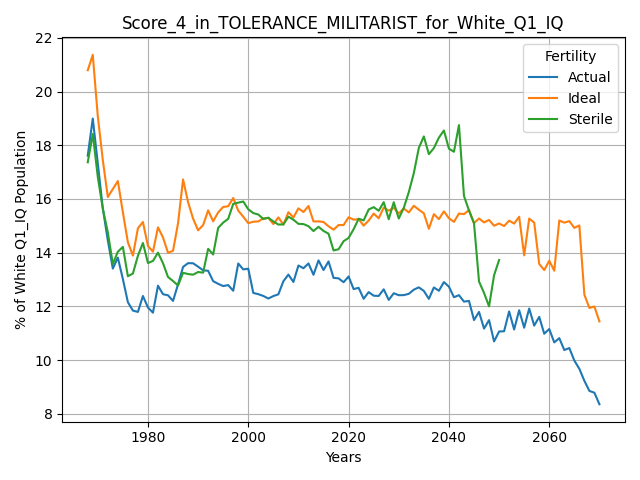 Score_4_in_TOLERANCE_MILITARIST_for_White_Q1_IQ
22
20
18
16
14
12
10
8
% of White Q1_IQ Population
Fertility
Actual
Ideal
Sterile
1980
2000
2020
2040
2060
Years